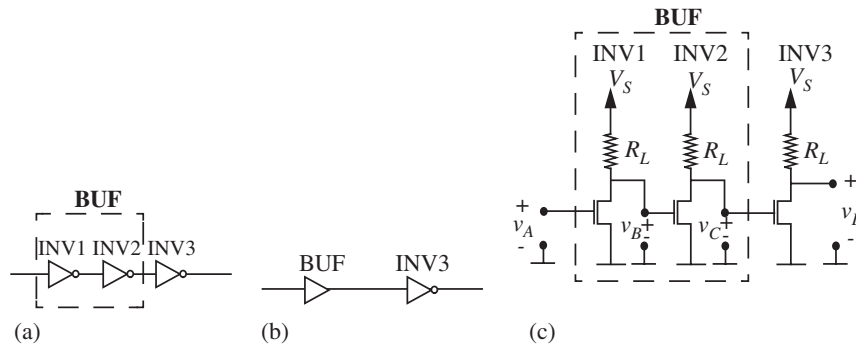 BUF
INV1 INV2 INV3
(a)
BUF INV3
(b)
BUF
INV1 INV2 INV3
V_S V_S V_S
R_L R_L R_L
+ + + +
v_A v_B v_C
- - - -
(c)